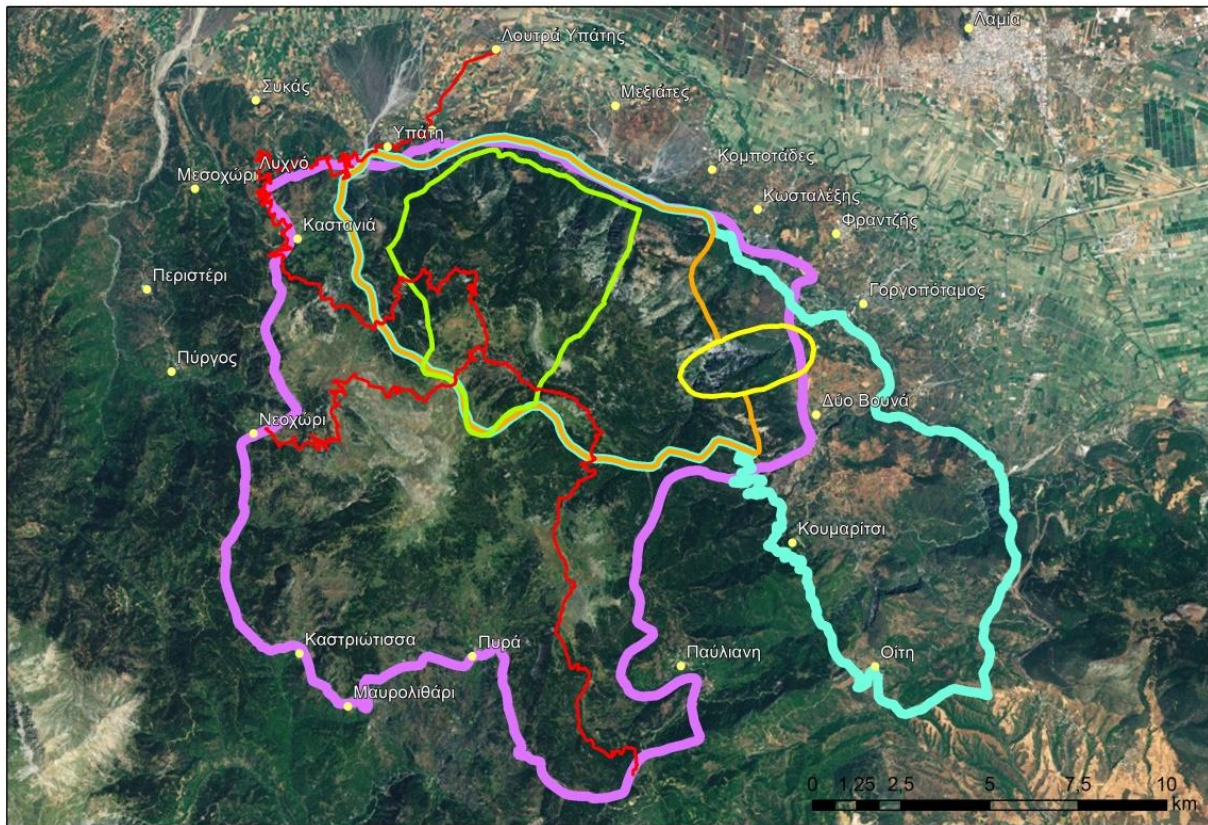 Λαμία
Λουτρά Υπάτης
Συκάς
Μεξιάτες
Υπάτη
Λυχνό
Μεσοχώρι
Κομποτάδες
Κωσταλέξης
Φραντζής
Καστανιά
Περιστέρι
Γοργοπόταμος
Πύργος
Δύο Βουνά
Νεοχώρι
Κουμαρίτσι
Καστριώτισσα
Πυρά
Παύλιανη
Οίτη
Μαυρολιθάρι
0 1,25 2,5 5 7,5 10
km